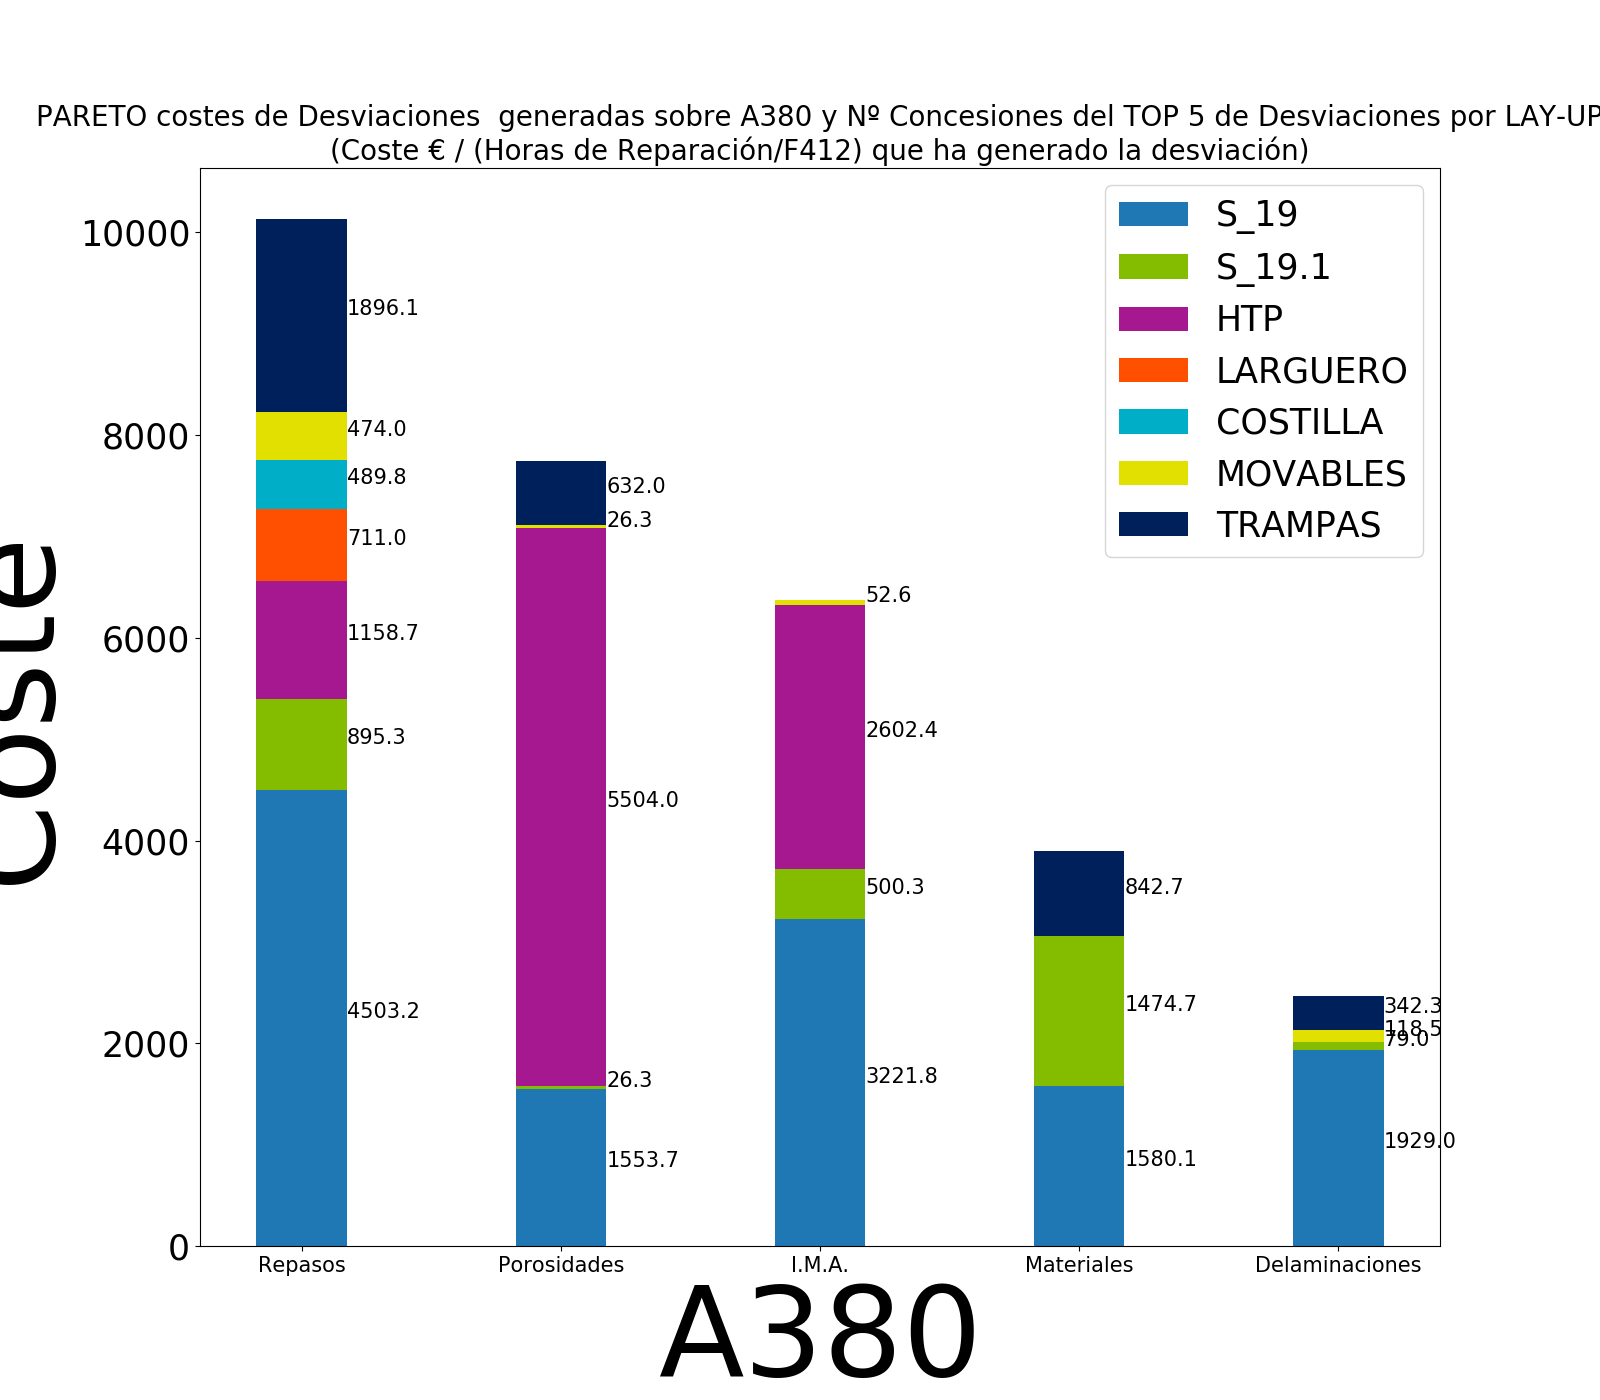 PARETO costes de Desviaciones  generadas sobre A380 y Nº Concesiones del TOP 5 de Desviaciones por LAY-UP
(Coste € / (Horas de Reparación/F412) que ha generado la desviación)
S_19
S_19.1
HTP
LARGUERO
COSTILLA
MOVABLES
TRAMPAS
Coste
10000
8000
6000
4000
2000
0
1896.1
474.0
489.8
711.0
1158.7
895.3
4503.2
632.0
26.3
5504.0
26.3
1553.7
52.6
2602.4
500.3
3221.8
842.7
1474.7
1580.1
342.3
118.5
79.0
1929.0
Repasos
Porosidades
I.M.A.
Materiales
Delaminaciones
A380